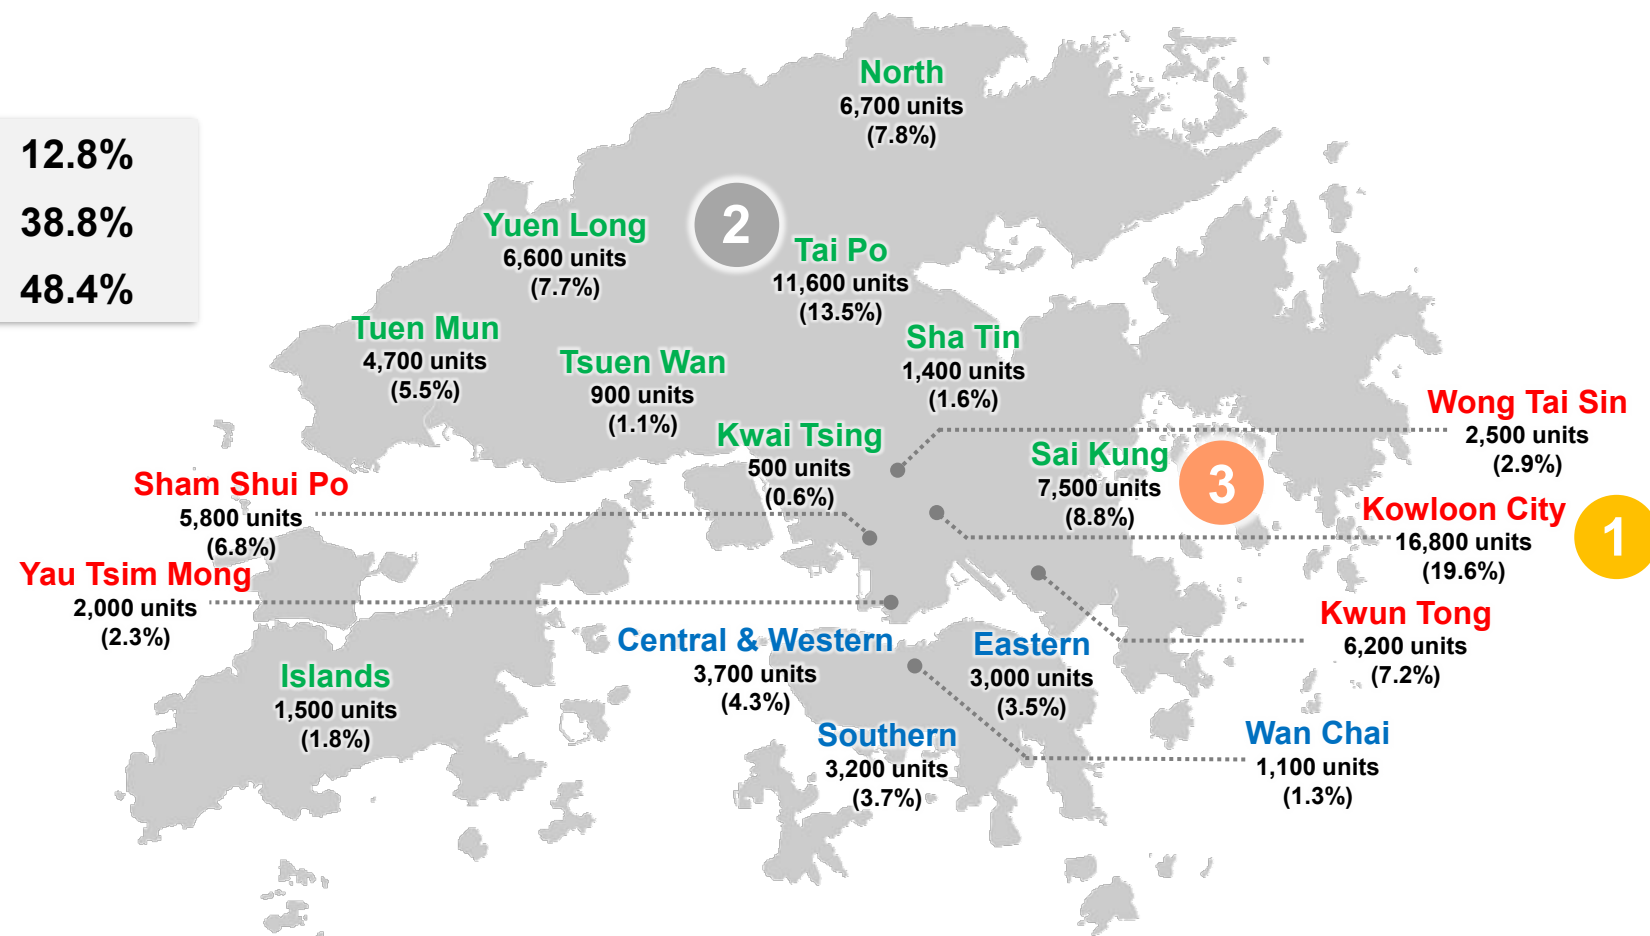 12.8%
38.8%
48.4%
North
6,700 units
(7.8%)
Yuen Long
6,600 units
(7.7%)
2
Tai Po
11,600 units
(13.5%)
Tuen Mun
4,700 units
(5.5%)
Tsuen Wan
900 units
(1.1%)
Sha Tin
1,400 units
(1.6%)
Wong Tai Sin
2,500 units
(2.9%)
Kwai Tsing
500 units
(0.6%)
Sai Kung
7,500 units
(8.8%)
3
Sham Shui Po
5,800 units
(6.8%)
Kowloon City
16,800 units
(19.6%)
1
Yau Tsim Mong
2,000 units
(2.3%)
Kwun Tong
6,200 units
(7.2%)
Central & Western
3,700 units
(4.3%)
Eastern
3,000 units
(3.5%)
Islands
1,500 units
(1.8%)
Southern
3,200 units
(3.7%)
Wan Chai
1,100 units
(1.3%)